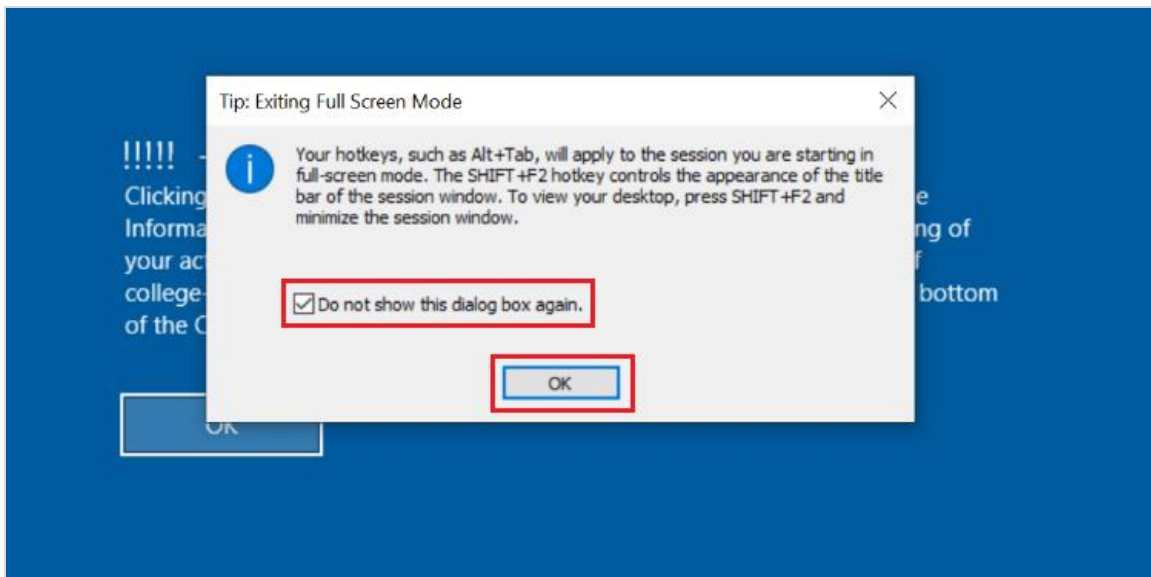 Tip: Exiting Full Screen Mode
!!!!! -
Your hotkeys, such as Alt+Tab, will apply to the session you are starting in
full-screen mode. The SHIFT+F2 hotkey controls the appearance of the title
bar of the session window. To view your desktop, press SHIFT+F2 and
minimize the session window.
Clicking e
Informa ng of
your ac f
college- bottom
of the C
Do not show this dialog box again.
OK
OK